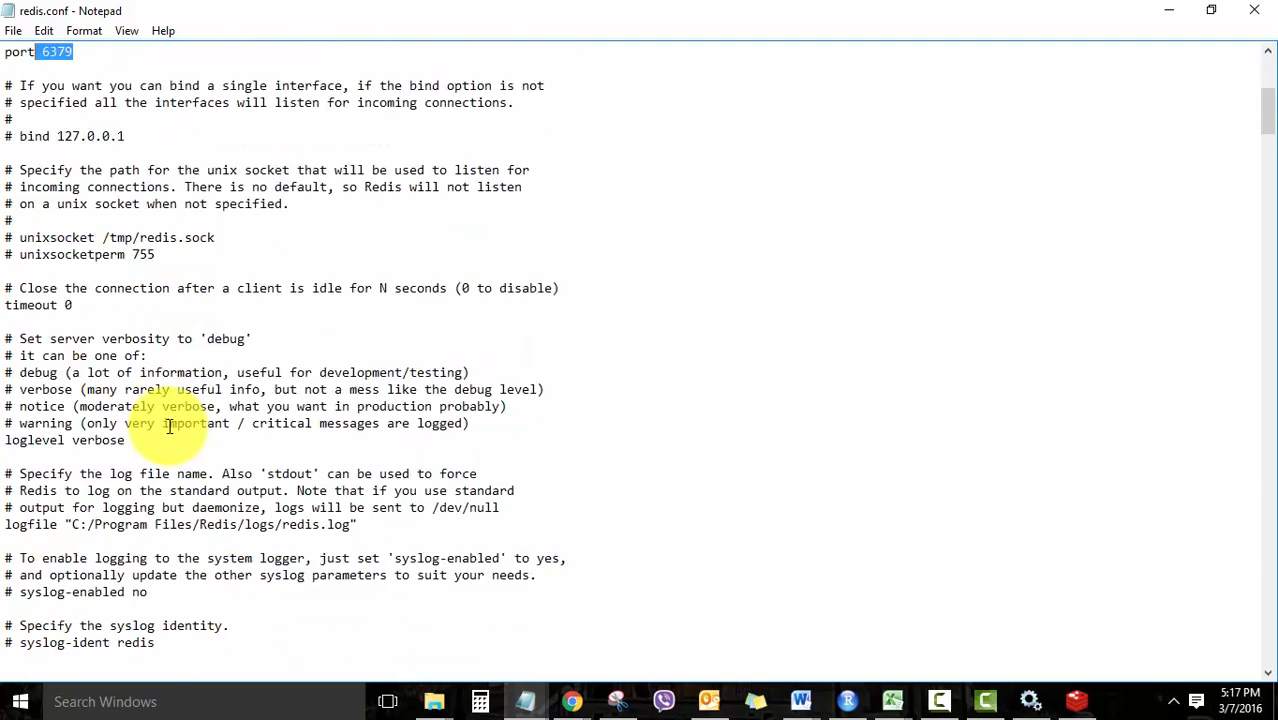 redis.conf - Notepad
File Edit Format View Help
port 6379
# If you want you can bind a single interface, if the bind option is not
# specified all the interfaces will listen for incoming connections.
#
# bind 127.0.0.1
# Specify the path for the unix socket that will be used to listen for
# incoming connections. There is no default, so Redis will not listen
# on a unix socket when not specified.
#
# unixsocket /tmp/redis.sock
# unixsocketperm 755
# Close the connection after a client is idle for N seconds (0 to disable)
timeout 0
# Set server verbosity to 'debug'
# it can be one of:
# debug (a lot of information, useful for development/testing)
# verbose (many rarely useful info, but not a mess like the debug level)
# notice (moderately verbose, what you want in production probably)
# warning (only very important / critical messages are logged)
loglevel verbose
# Specify the log file name. Also 'stdout' can be used to force
# Redis to log on the standard output. Note that if you use standard
# output for logging but daemonize, logs will be sent to /dev/null
logfile "C:/Program Files/Redis/logs/redis.log"
# To enable logging to the system logger, just set 'syslog-enabled' to yes,
# and optionally update the other syslog parameters to suit your needs.
# syslog-enabled no
# Specify the syslog identity.
# syslog-ident redis
Search Windows
5:17 PM
3/7/2016